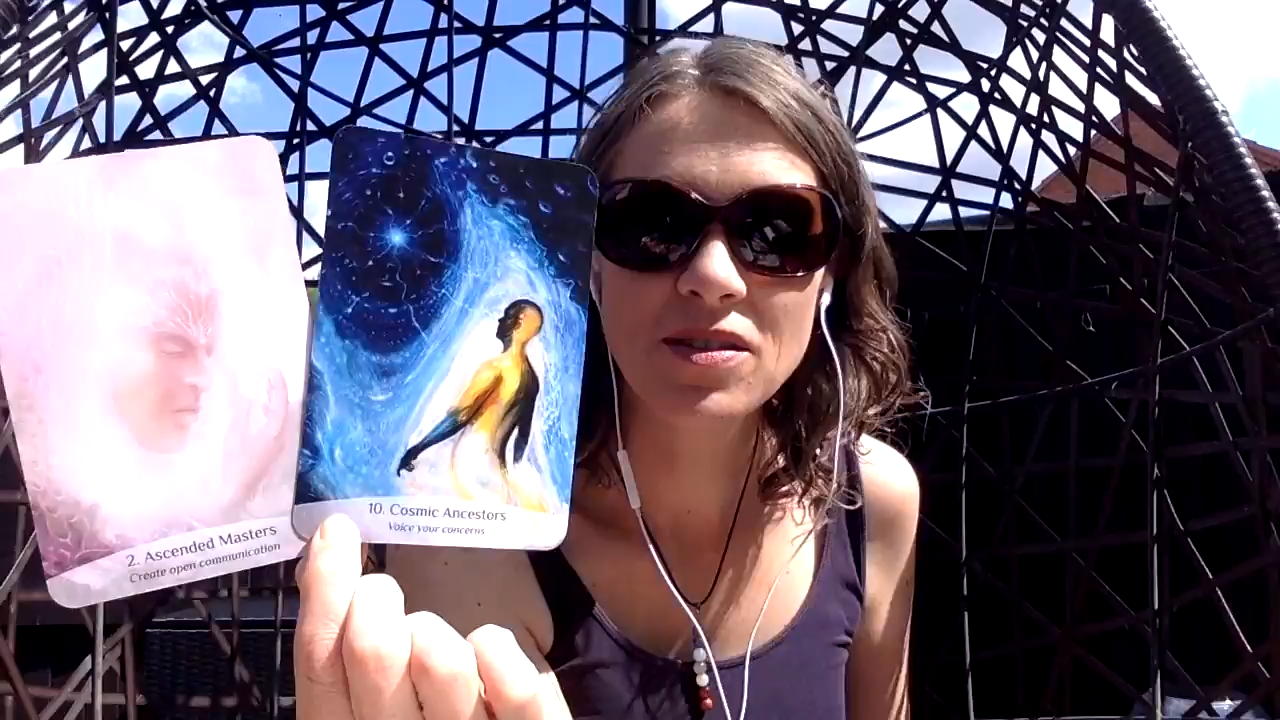 2. Ascended Masters
Create open communication
10. Cosmic Ancestors
Voice your concerns